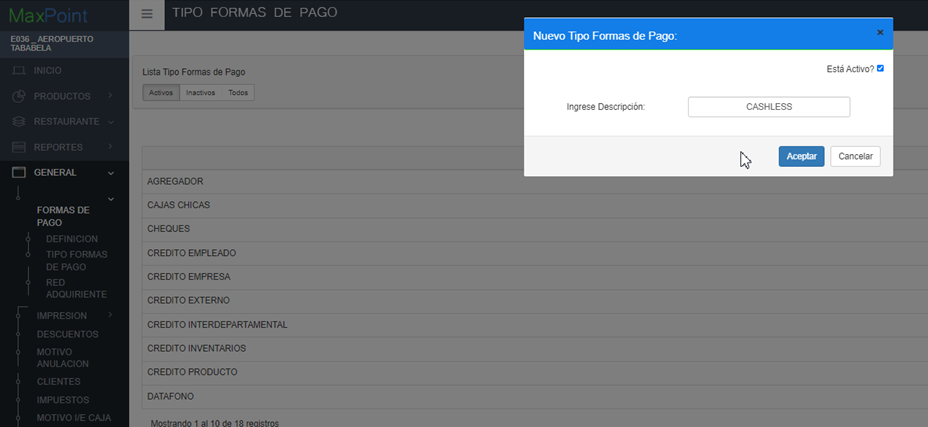 MaxPoint
E036 _ AEROPUERTO
TABABELA
INICIO
PRODUCTOS
RESTAURANTE
REPORTES
GENERAL
FORMAS DE
PAGO
DEFINICION
TIPO FORMAS
DE PAGO
RED
ADQUIRIENTE
IMPRESION
DESCUENTOS
MOTIVO
ANULACION
CLIENTES
IMPUESTOS
MOTIVO I/E CAJA
TIPO FORMAS DE PAGO
Lista Tipo Formas de Pago
Activos Inactivos Todos
AGREGADOR
CAJAS CHICAS
CHEQUES
CREDITO EMPLEADO
CREDITO EMPRESA
CREDITO EXTERNO
CREDITO INTERDEPARTAMENTAL
CREDITO INVENTARIOS
CREDITO PRODUCTO
DATAFONO
Mostrando 1 al 10 de 18 registros
Nuevo Tipo Formas de Pago: ×
Está Activo?
Ingrese Descripción: CASHLESS
Aceptar Cancelar